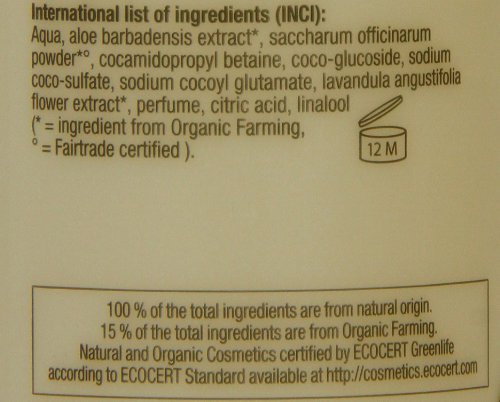 International list of ingredients (INCI):
Aqua, aloe barbadensis extract*, saccharum officinarum
powder*°, cocamidopropyl betaine, coco-glucoside, sodium
coco-sulfate, sodium cocoyl glutamate, lavandula angustifolia
flower extract*, perfume, citric acid, linalool
(* = ingredient from Organic Farming,
° = Fairtrade certified ).
12 M
100 % of the total ingredients are from natural origin.
15 % of the total ingredients are from Organic Farming.
Natural and Organic Cosmetics certified by ECOCERT Greenlife
according to ECOCERT Standard available at http://cosmetics.ecocert.com